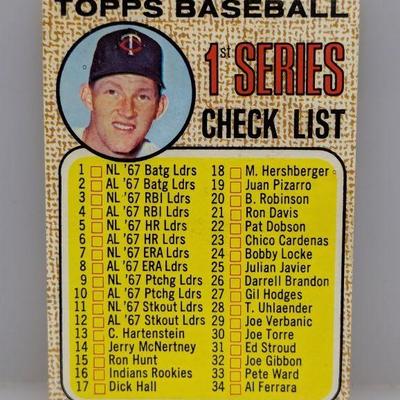 TOPPS BASEBALL
1st SERIES
CHECK LIST
1 NL '67 Batg Ldrs
2 AL '67 Batg Ldrs
3 NL '67 RBI Ldrs
4 AL '67 RBI Ldrs
5 NL '67 HR Ldrs
6 AL '67 HR Ldrs
7 NL '67 ERA Ldrs
8 AL '67 ERA Ldrs
9 NL '67 Ptchg Ldrs
10 AL '67 Ptchg Ldrs
11 NL '67 Stkout Ldrs
12 AL '67 Stkout Ldrs
13 C. Hartenstein
14 Jerry McNertney
15 Ron Hunt
16 Indians Rookies
17 Dick Hall
18 M. Hershberger
19 Juan Pizarro
20 B. Robinson
21 Ron Davis
22 Pat Dobson
23 Chico Cardenas
24 Bobby Locke
25 Julian Javier
26 Darrell Brandon
27 Gil Hodges
28 T. Uhlaender
29 Joe Verbanic
30 Joe Torre
31 Ed Stroud
32 Joe Gibbon
33 Pete Ward
34 Al Ferrara